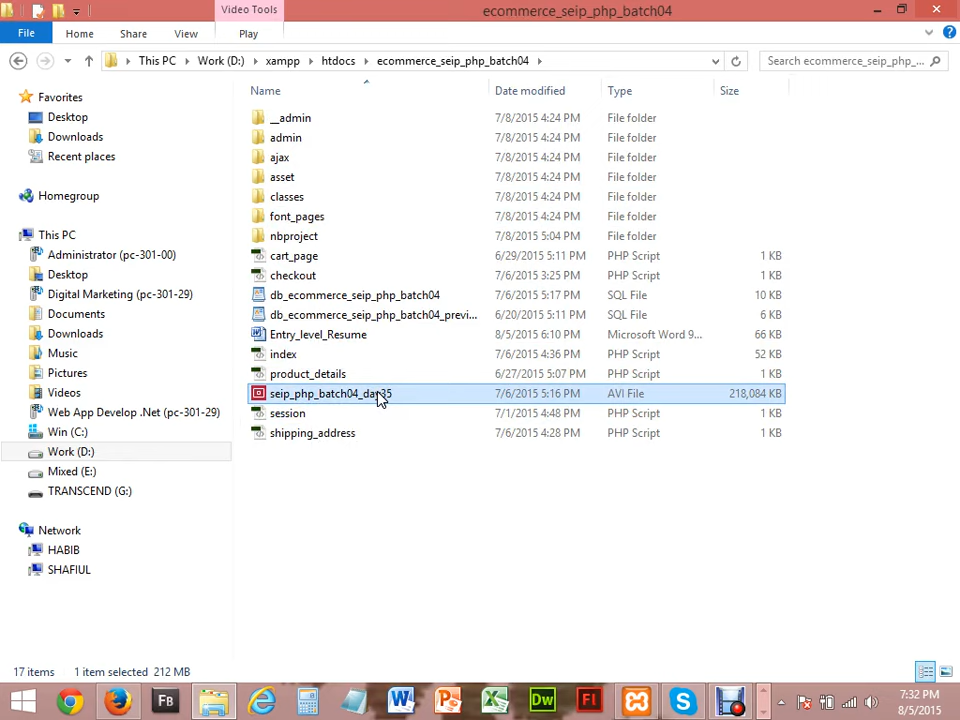 Video Tools
ecommerce_seip_php_batch04
File Home Share View Play
This PC Work (D:) xampp htdocs ecommerce_seip_php_batch04
Search ecommerce_seip_php_...
Name Date modified Type Size
Favorites
Desktop
Downloads
Recent places
Homegroup
This PC
Administrator (pc-301-00)
Desktop
Digital Marketing (pc-301-29)
Documents
Downloads
Music
Pictures
Videos
Web App Develop .Net (pc-301-29)
Win (C:)
Work (D:)
Mixed (E:)
TRANSCEND (G:)
Network
HABIB
SHAFIUL
__admin 7/8/2015 4:24 PM File folder
admin 7/8/2015 4:24 PM File folder
ajax 7/8/2015 4:24 PM File folder
asset 7/8/2015 4:24 PM File folder
classes 7/8/2015 4:24 PM File folder
font_pages 7/8/2015 4:24 PM File folder
nbproject 7/8/2015 5:04 PM File folder
cart_page 6/29/2015 5:11 PM PHP Script 1 KB
checkout 7/6/2015 3:25 PM PHP Script 1 KB
db_ecommerce_seip_php_batch04 7/6/2015 5:17 PM SQL File 10 KB
db_ecommerce_seip_php_batch04_previ... 6/20/2015 5:11 PM SQL File 6 KB
Entry_level_Resume 8/5/2015 6:10 PM Microsoft Word 9... 66 KB
index 7/6/2015 4:36 PM PHP Script 52 KB
product_details 6/27/2015 5:07 PM PHP Script 1 KB
seip_php_batch04_day35 7/6/2015 5:16 PM AVI File 218,084 KB
session 7/1/2015 4:48 PM PHP Script 1 KB
shipping_address 7/6/2015 4:28 PM PHP Script 1 KB
17 items 1 item selected 212 MB
Fb
Dw
Fl
7:32 PM
8/5/2015